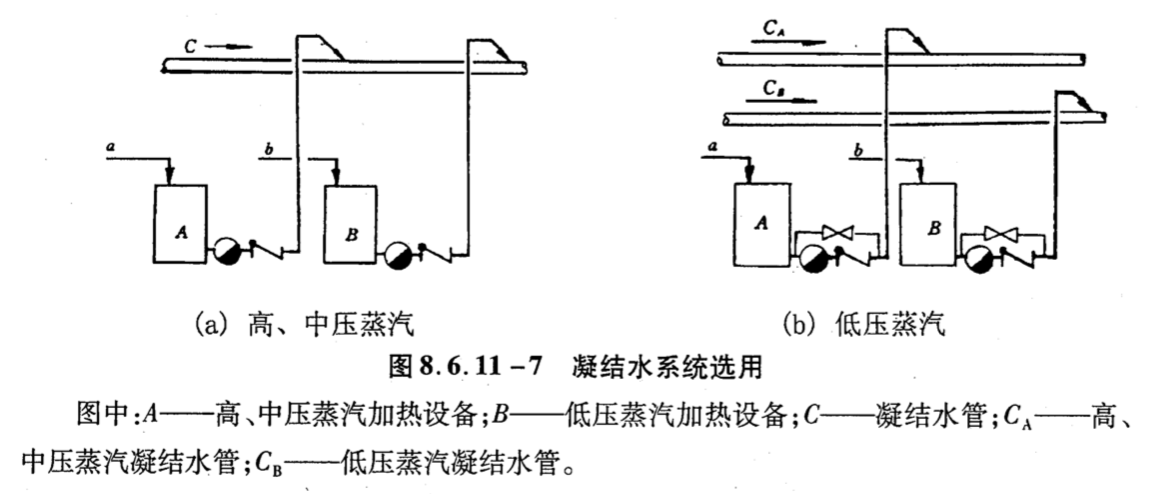 C
C_A
C_B
a
b
a
b
A
B
A
B
(a) 高、中压蒸汽
(b) 低压蒸汽
图8.6.11-7 凝结水系统选用
图中:A——高、中压蒸汽加热设备;B——低压蒸汽加热设备;C——凝结水管;C_A——高、
中压蒸汽凝结水管;C_B——低压蒸汽凝结水管。